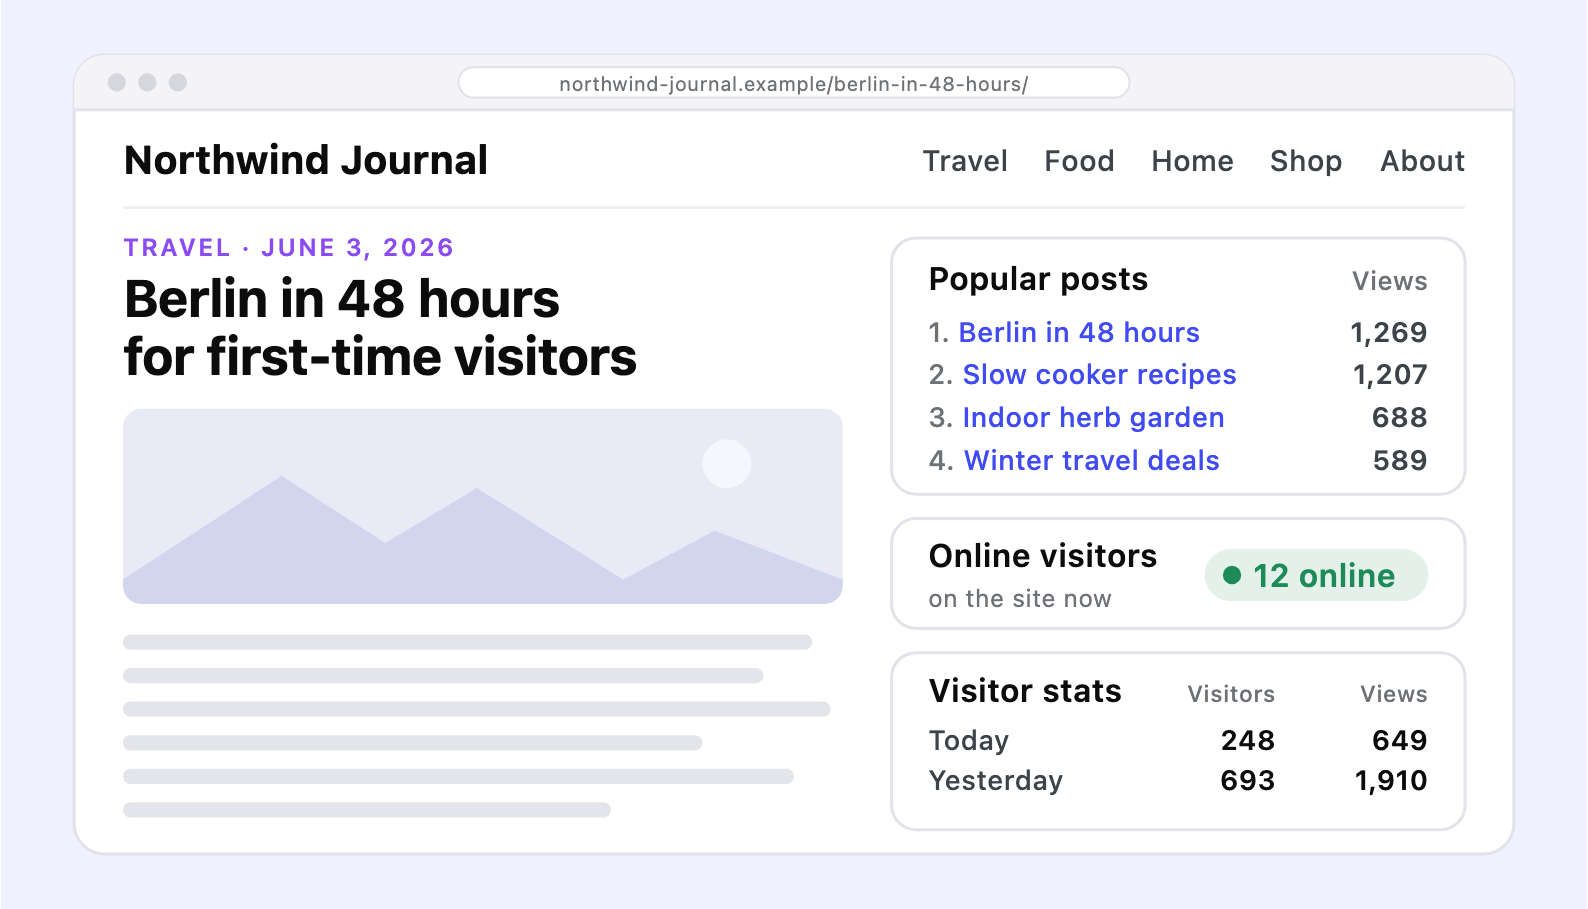 northwind-journal.example/berlin-in-48-hours/
Northwind Journal
Travel Food Home Shop About
TRAVEL · JUNE 3, 2026
Berlin in 48 hours
for first-time visitors
Popular posts Views
1. Berlin in 48 hours 1,269
2. Slow cooker recipes 1,207
3. Indoor herb garden 688
4. Winter travel deals 589
Online visitors
on the site now
12 online
Visitor stats Visitors Views
Today 248 649
Yesterday 693 1,910